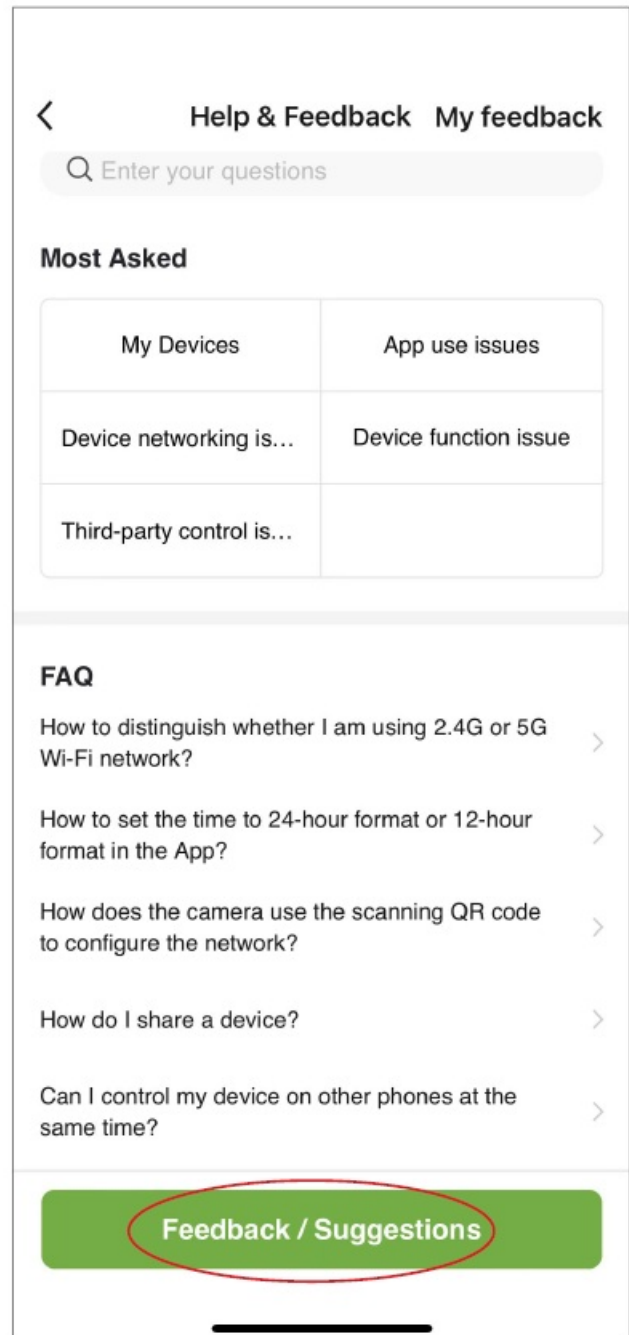 Help & Feedback My feedback
Enter your questions
Most Asked
My Devices App use issues
Device networking is... Device function issue
Third-party control is...
FAQ
How to distinguish whether I am using 2.4G or 5G
Wi-Fi network?
How to set the time to 24-hour format or 12-hour
format in the App?
How does the camera use the scanning QR code
to configure the network?
How do I share a device?
Can I control my device on other phones at the
same time?
Feedback / Suggestions